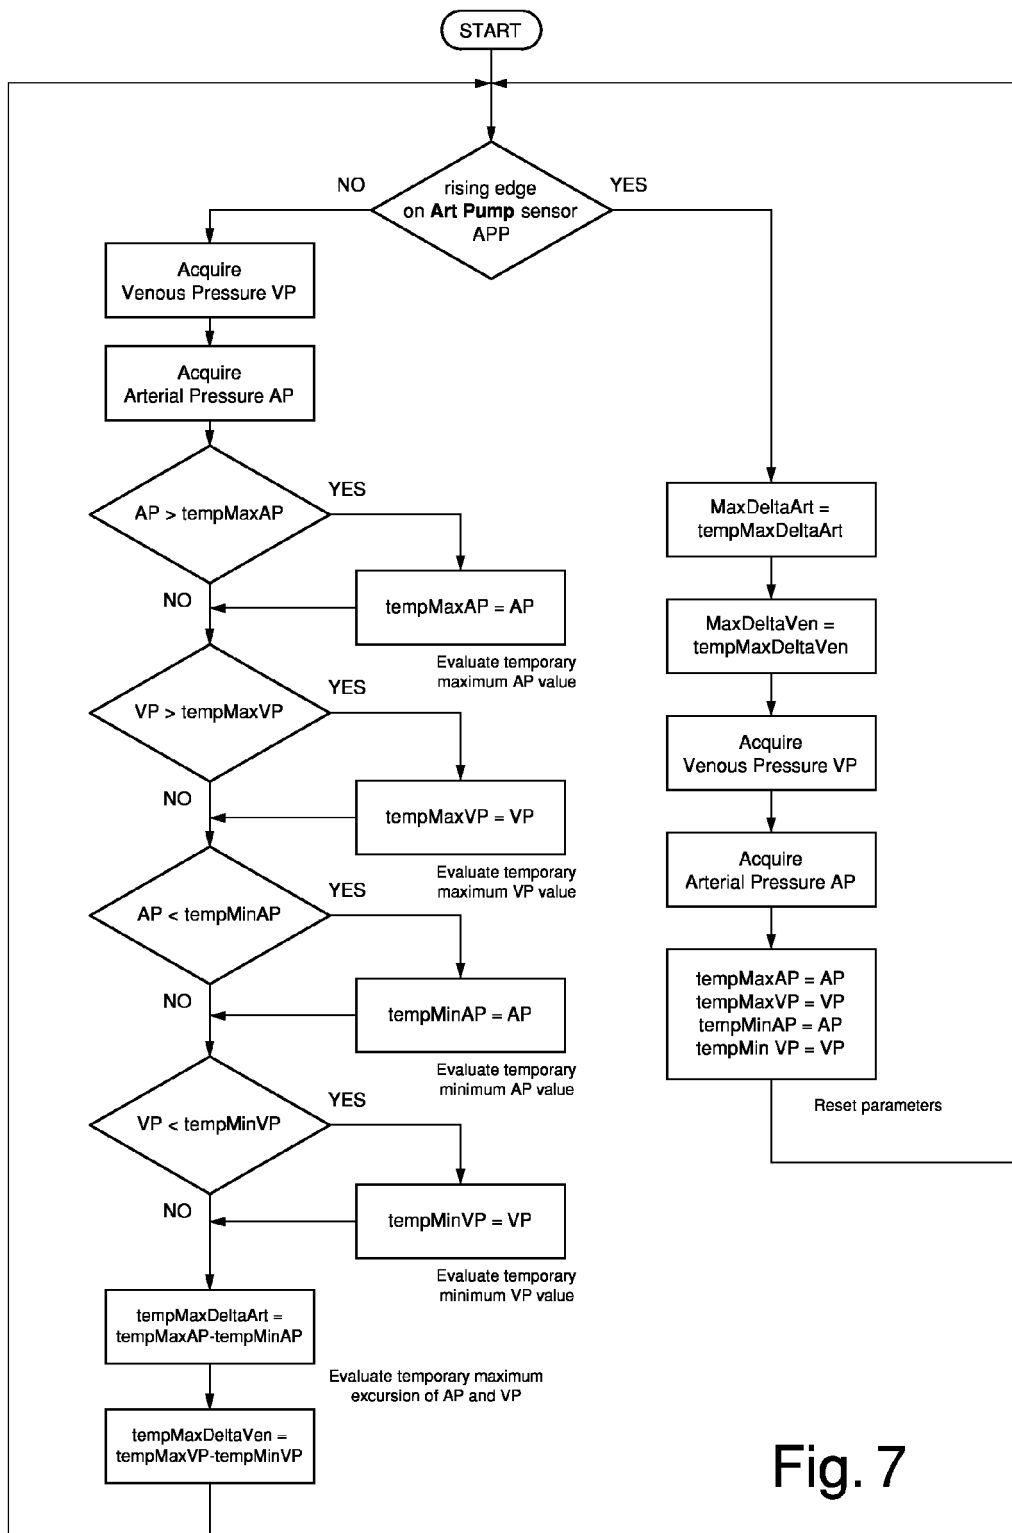 START
NO
YES
rising edge
on Art Pump sensor
APP
Acquire
Venous Pressure VP
Acquire
Arterial Pressure AP
AP > tempMaxAP
YES
NO
tempMaxAP = AP
Evaluate temporary
maximum AP value
VP > tempMaxVP
YES
NO
tempMaxVP = VP
Evaluate temporary
maximum VP value
AP < tempMinAP
YES
NO
tempMinAP = AP
Evaluate temporary
minimum AP value
VP < tempMinVP
YES
NO
tempMinVP = VP
Evaluate temporary
minimum VP value
tempMaxDeltaArt =
tempMaxAP-tempMinAP
Evaluate temporary maximum
excursion of AP and VP
tempMaxDeltaVen =
tempMaxVP-tempMinVP
MaxDeltaArt =
tempMaxDeltaArt
MaxDeltaVen =
tempMaxDeltaVen
Acquire
Venous Pressure VP
Acquire
Arterial Pressure AP
tempMaxAP = AP
tempMaxVP = VP
tempMinAP = AP
tempMin VP = VP
Reset parameters
Fig. 7